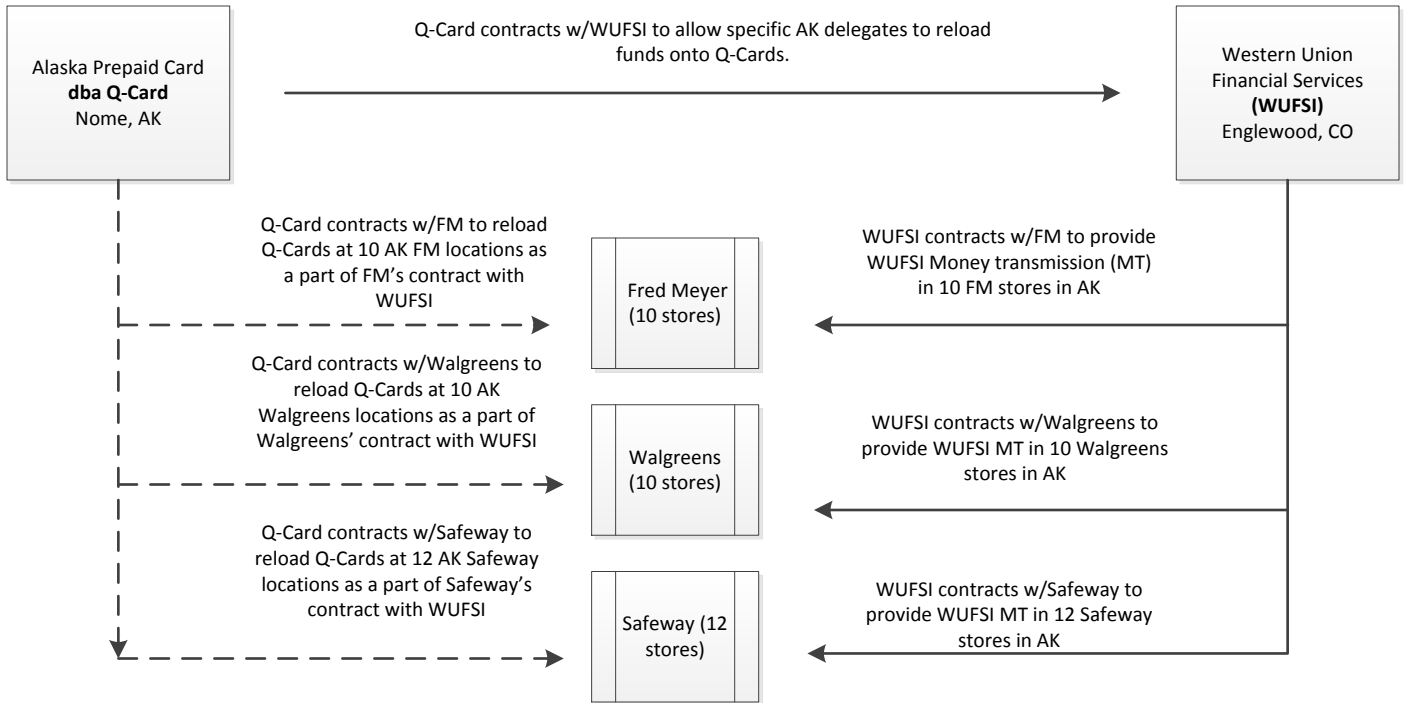 Q-Card contracts w/WUFSI to allow specific AK delegates to reload
funds onto Q-Cards.
Alaska Prepaid Card
dba Q-Card
Nome, AK
Western Union
Financial Services
(WUFSI)
Englewood, CO
Q-Card contracts w/FM to reload
Q-Cards at 10 AK FM locations as
a part of FM’s contract with
WUFSI
Fred Meyer
(10 stores)
WUFSI contracts w/FM to provide
WUFSI Money transmission (MT)
in 10 FM stores in AK
Q-Card contracts w/Walgreens to
reload Q-Cards at 10 AK
Walgreens locations as a part of
Walgreens’ contract with WUFSI
Walgreens
(10 stores)
WUFSI contracts w/Walgreens to
provide WUFSI MT in 10 Walgreens
stores in AK
Q-Card contracts w/Safeway to
reload Q-Cards at 12 AK Safeway
locations as a part of Safeway’s
contract with WUFSI
Safeway (12
stores)
WUFSI contracts w/Safeway to
provide WUFSI MT in 12 Safeway
stores in AK